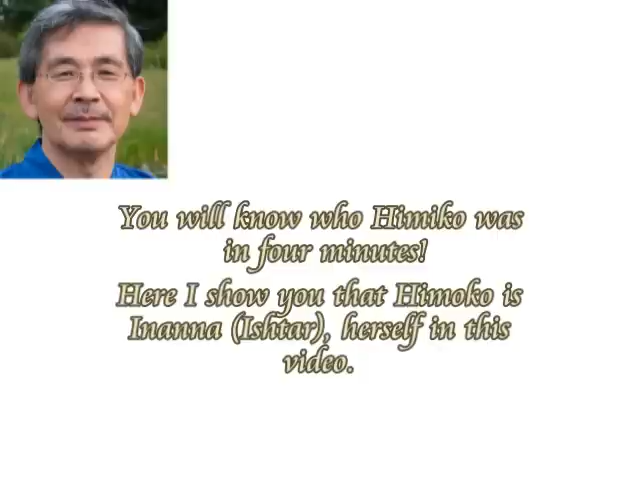 You will know who Himiko was
in four minutes!
Here I show you that Himoko is
Inanna (Ishtar), herself in this
video.